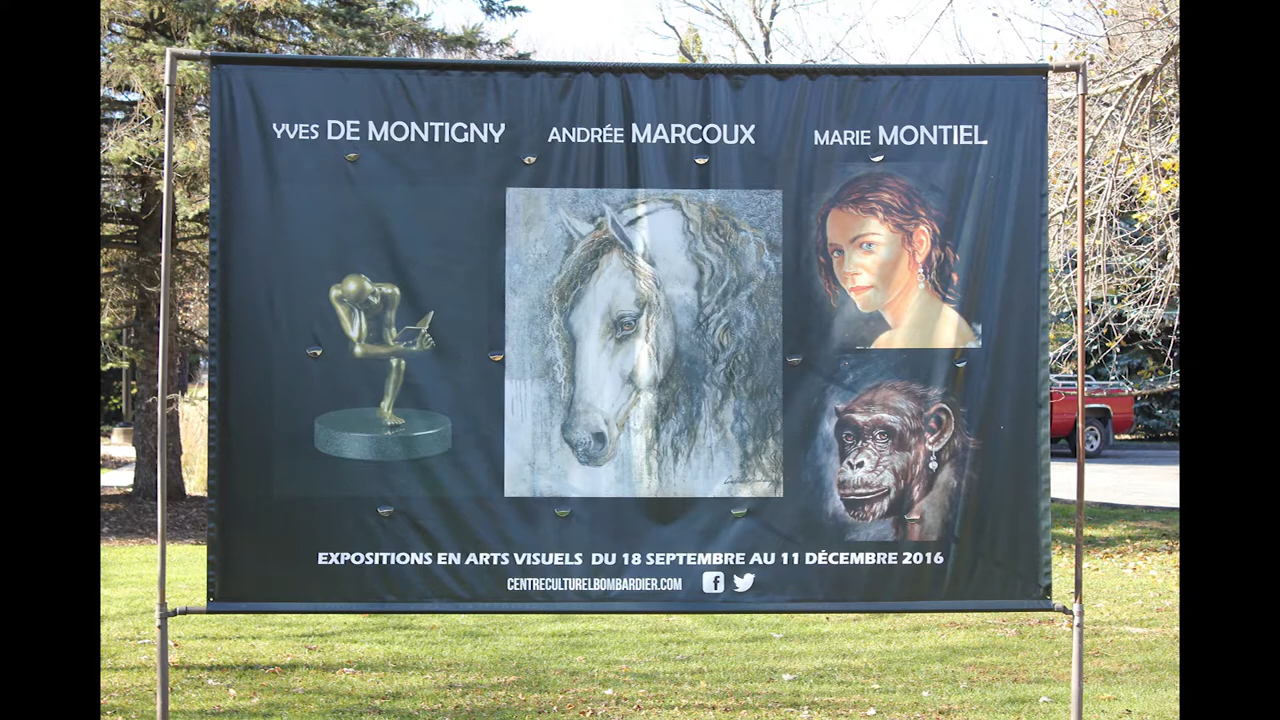 YVES DE MONTIGNY
ANDRÉE MARCOUX
MARIE MONTIEL
EXPOSITIONS EN ARTS VISUELS DU 18 SEPTEMBRE AU 11 DÉCEMBRE 2016
CENTRECULTURELBOMBARDIER.COM